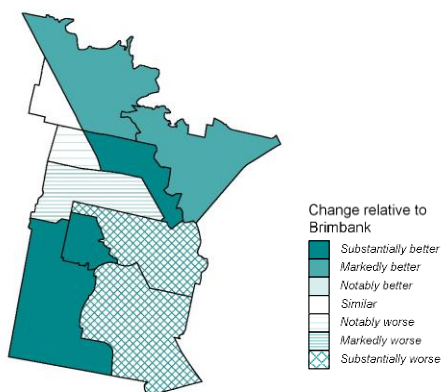 Change relative to
Brimbank
Substantially better
Markedly better
Notably better
Similar
Notably worse
Markedly worse
Substantially worse